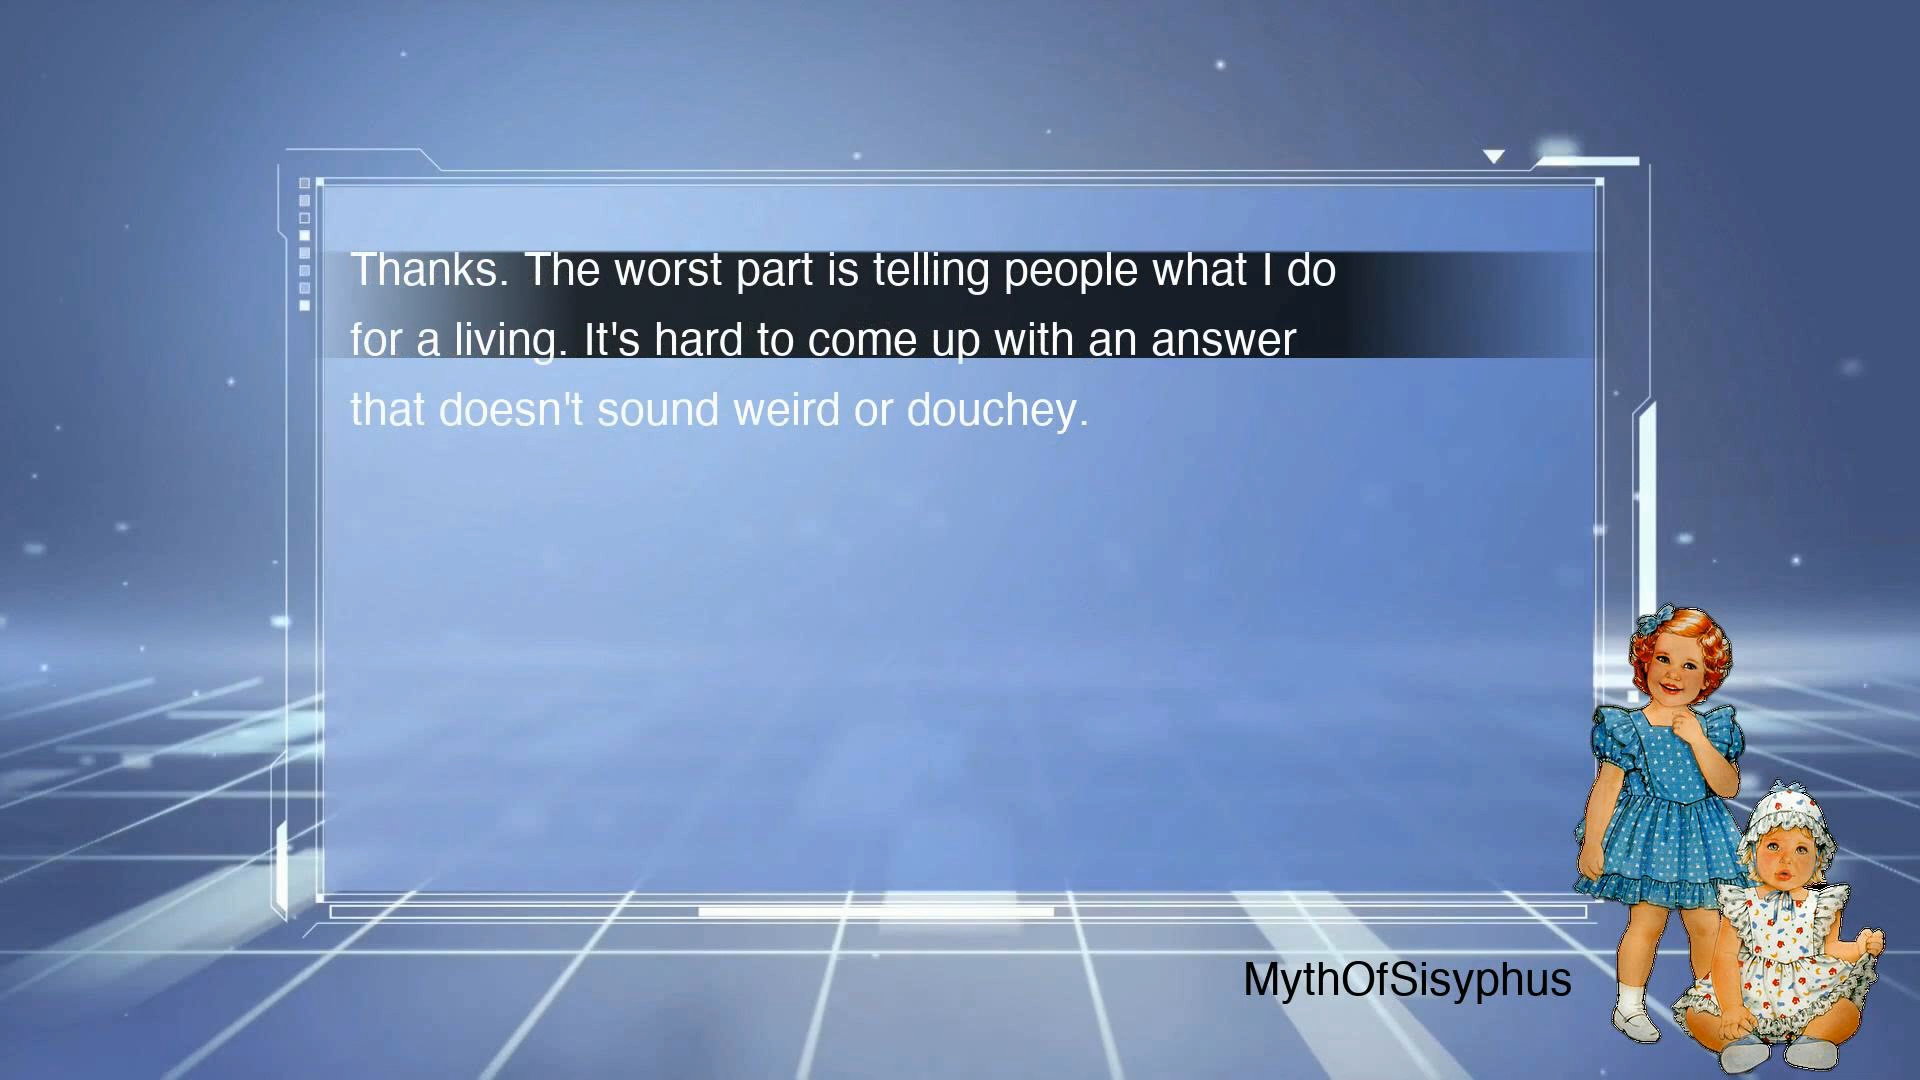 Thanks. The worst part is telling people what I do
for a living. It's hard to come up with an answer
that doesn't sound weird or douchey.
MythOfSisyphus